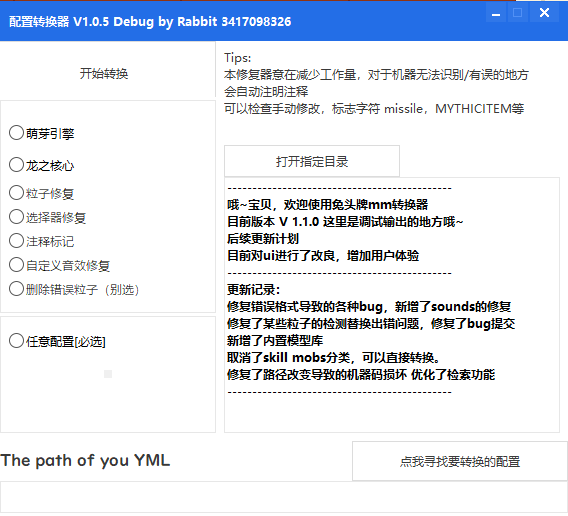 配置转换器 V1.0.5 Debug by Rabbit 3417098326
开始转换
萌芽引擎
龙之核心
粒子修复
选择器修复
注释标记
自定义音效修复
删除错误粒子（别选）
任意配置[必选]
Tips:
本修复器意在减少工作量，对于机器无法识别/有误的地方
会自动注明注释
可以检查手动修改，标志字符 missile，MYTHICITEM等
打开指定目录
---------------------------------------------
哦~宝贝，欢迎使用兔头牌mm转换器
目前版本 V 1.1.0 这里是调试输出的地方哦~
后续更新计划
目前对ui进行了改良，增加用户体验
---------------------------------------------
更新记录：
修复错误格式导致的各种bug，新增了sounds的修复
修复了某些粒子的检测替换出错问题，修复了bug提交
新增了内置模型库
取消了skill mobs分类，可以直接转换。
修复了路径改变导致的机器码损坏 优化了检索功能
---------------------------------------------
The path of you YML
点我寻找要转换的配置